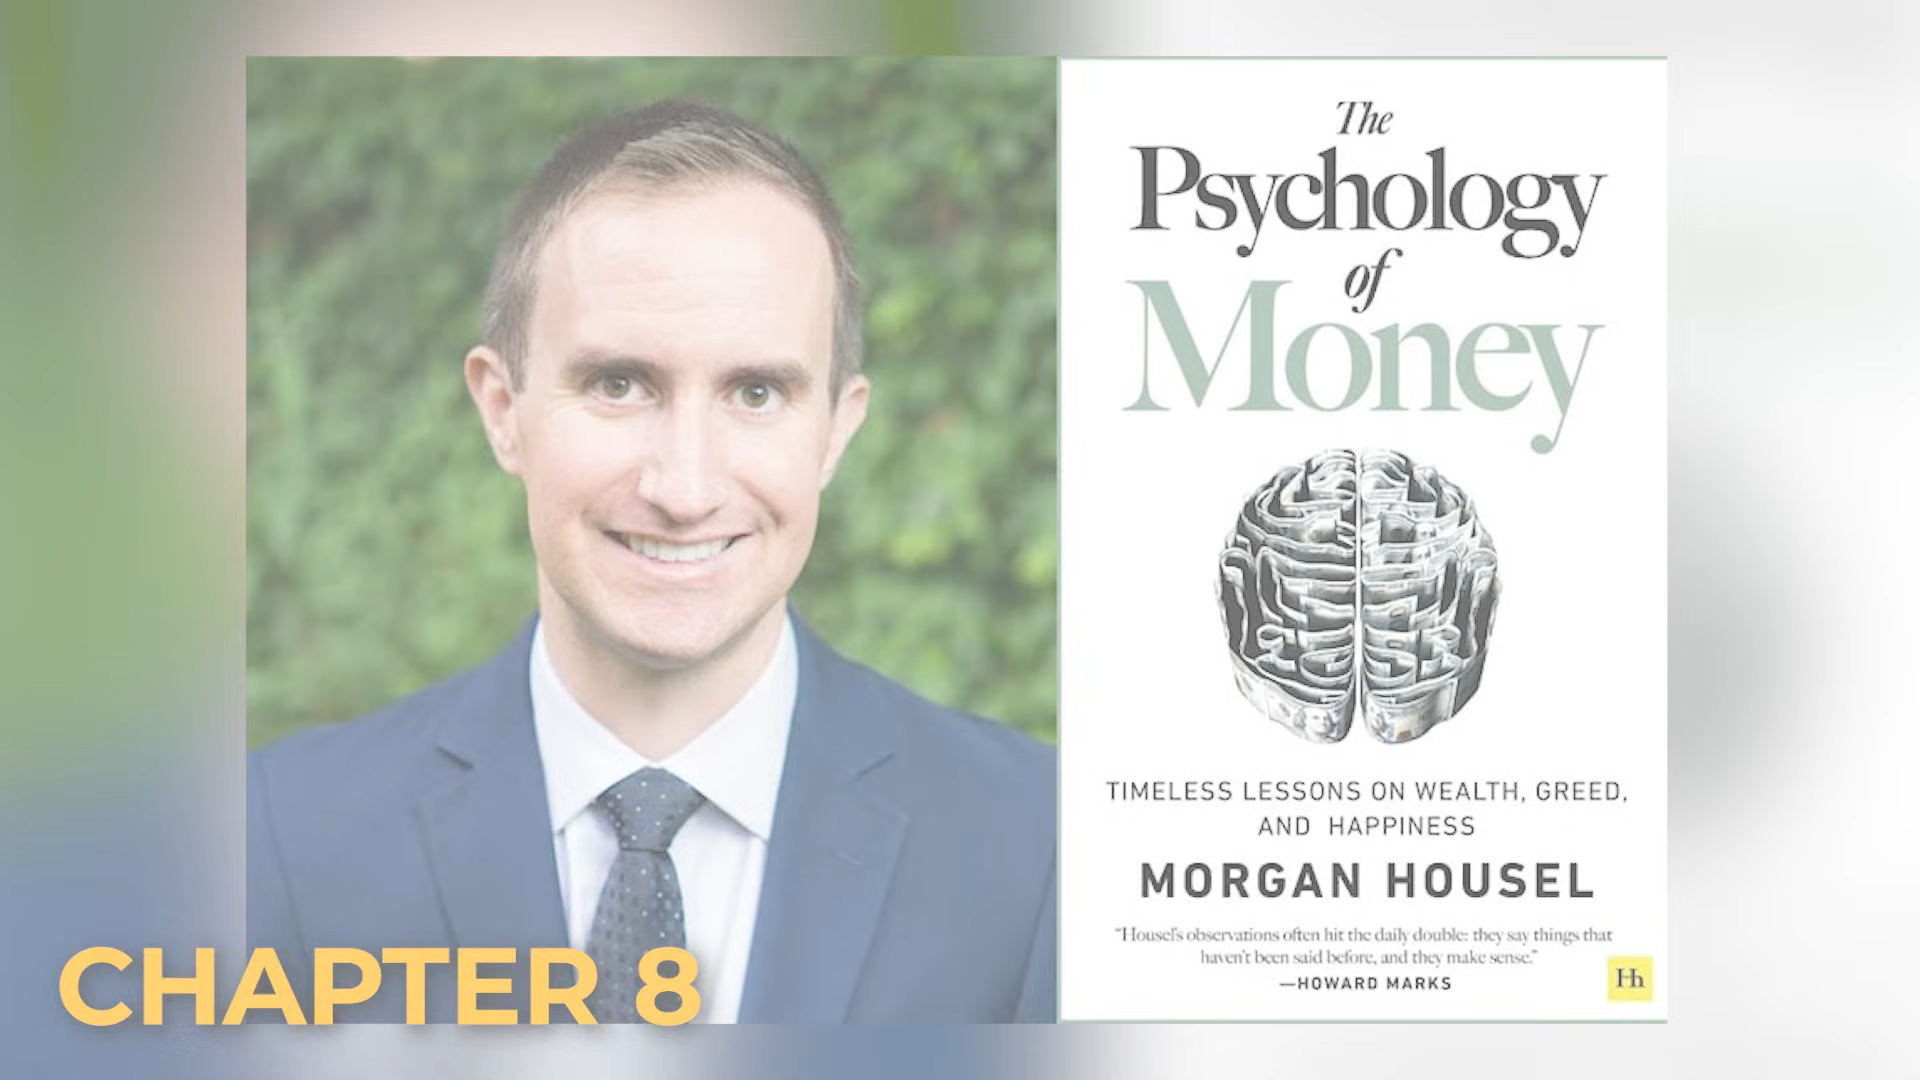 The
Psychology
of
Money
TIMELESS LESSONS ON WEALTH, GREED,
AND HAPPINESS
MORGAN HOUSEL
“Housel's observations often hit the daily double: they say things that
haven't been said before, and they make sense.”
—HOWARD MARKS
Hh
CHAPTER 8